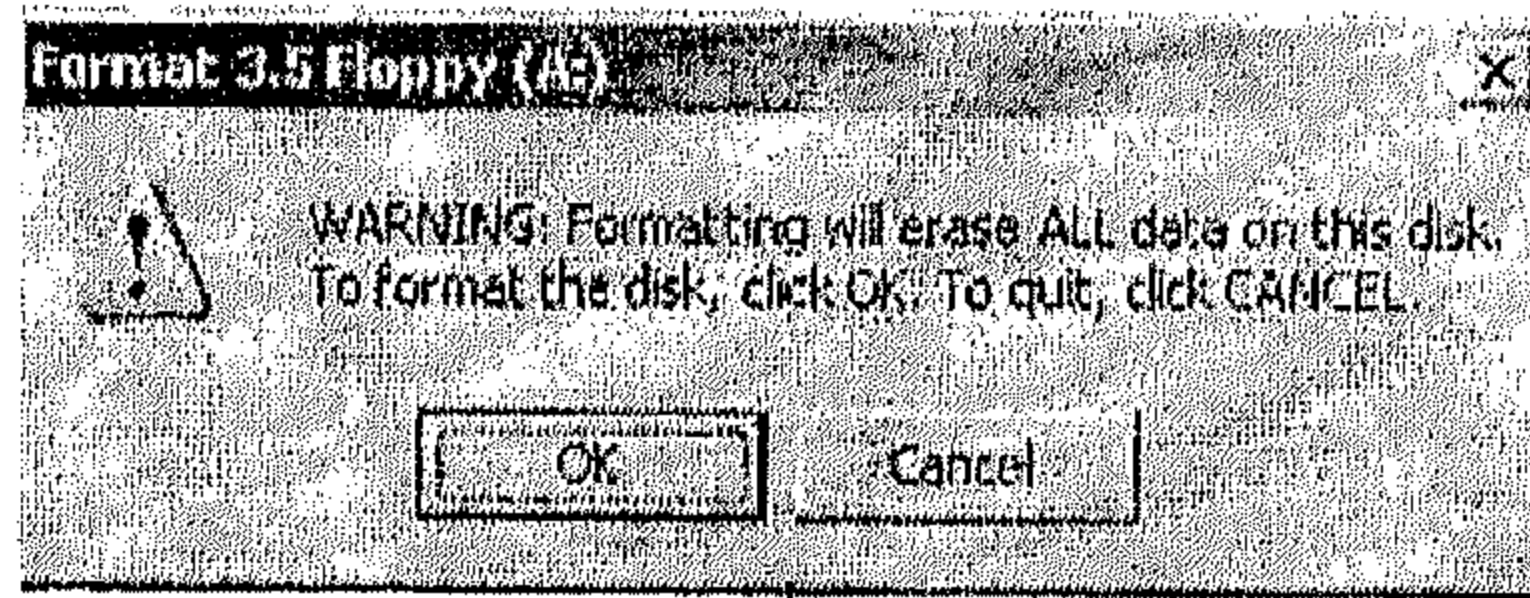 Format 3.5 Floppy (A:)
WARNING: Formatting will erase ALL data on this disk.
To format the disk, click OK. To quit, click CANCEL.
OK
Cancel